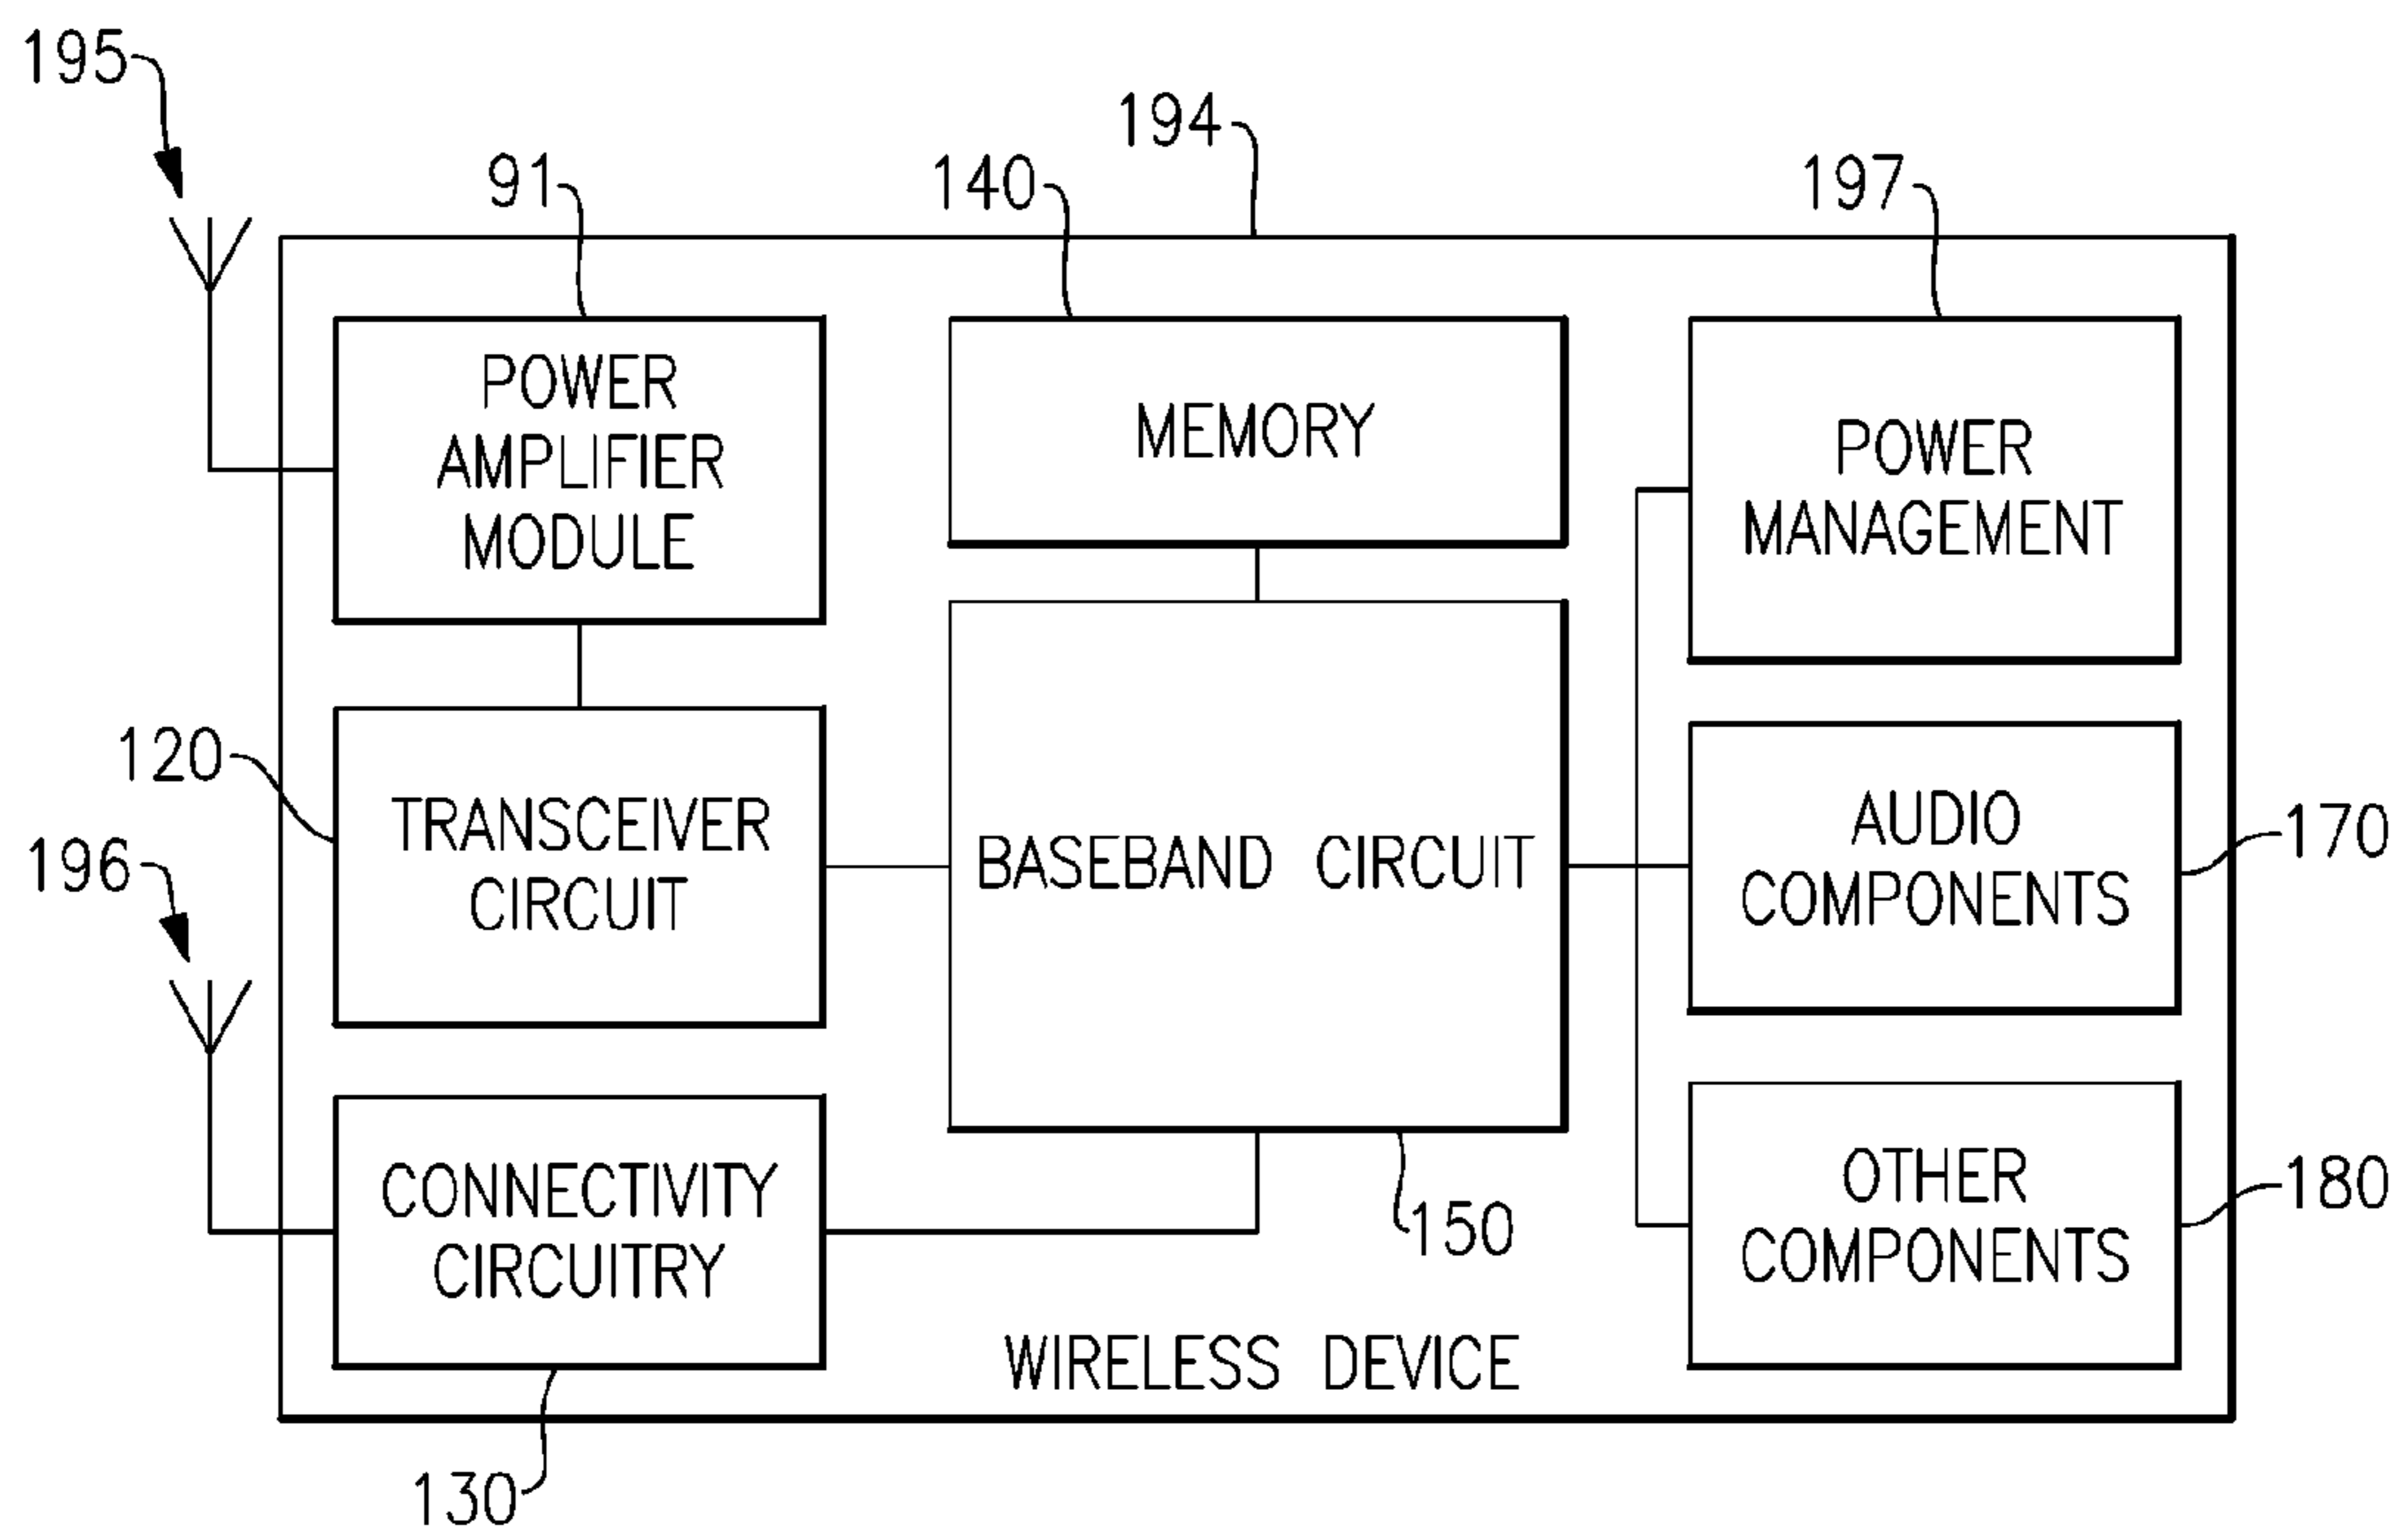 195
194
91
140
197
POWER
AMPLIFIER
MODULE
MEMORY
POWER
MANAGEMENT
120
TRANSCEIVER
CIRCUIT
BASEBAND CIRCUIT
AUDIO
COMPONENTS
170
196
CONNECTIVITY
CIRCUITRY
150
OTHER
COMPONENTS
180
WIRELESS DEVICE
130